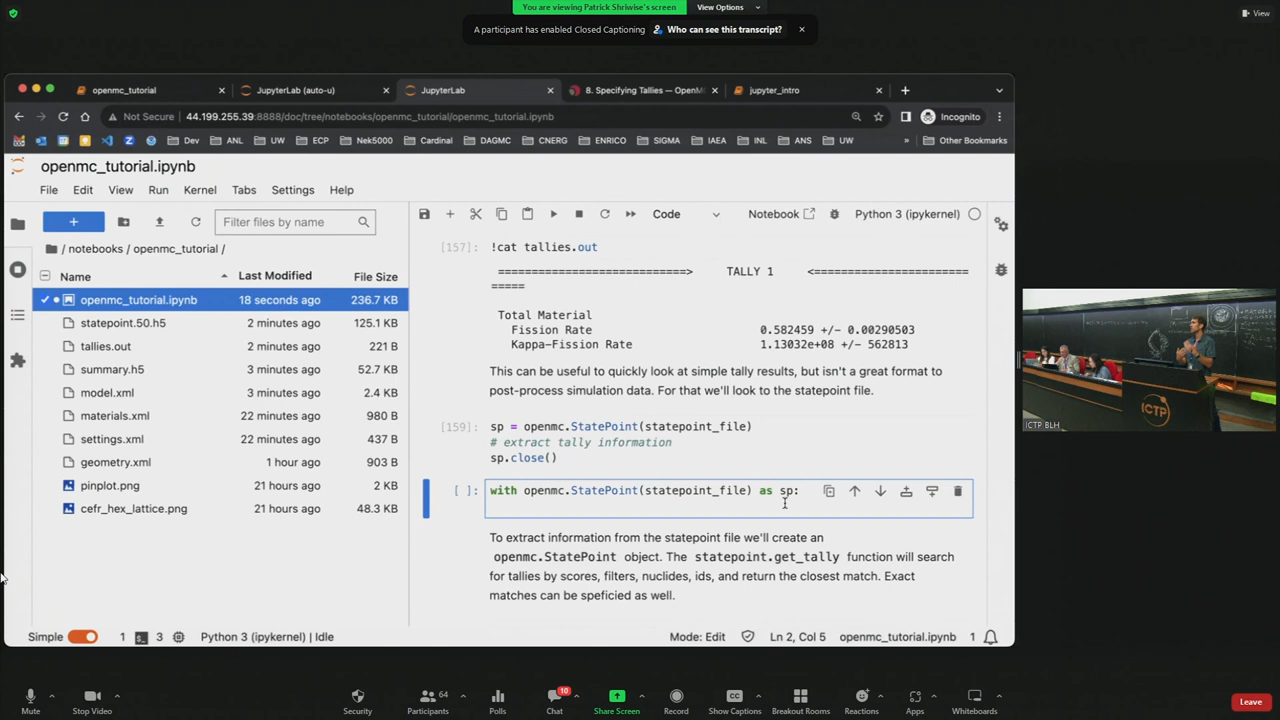 You are viewing Patrick Shriwise's screen
View Options
View
A participant has enabled Closed Captioning
Who can see this transcript?
openmc_tutorial
JupyterLab (auto-u)
JupyterLab
8. Specifying Tallies — OpenM
jupyter_intro
Not Secure
44.199.255.39:8888/doc/tree/notebooks/openmc_tutorial/openmc_tutorial.ipynb
Incognito
Dev
ANL
UW
ECP
Nek5000
Cardinal
DAGMC
CNERG
ENRICO
SIGMA
IAEA
INL
ANS
UW
»
Other Bookmarks
openmc_tutorial.ipynb
File
Edit
View
Run
Kernel
Tabs
Settings
Help
Filter files by name
Code
Notebook
Python 3 (ipykernel)
/ notebooks / openmc_tutorial /
Name
Last Modified
File Size
openmc_tutorial.ipynb 18 seconds ago 236.7 KB
statepoint.50.h5 2 minutes ago 125.1 KB
tallies.out 2 minutes ago 221 B
summary.h5 3 minutes ago 52.7 KB
model.xml 3 minutes ago 2.4 KB
materials.xml 22 minutes ago 980 B
settings.xml 22 minutes ago 437 B
geometry.xml 1 hour ago 903 B
pinplot.png 21 hours ago 2 KB
cefr_hex_lattice.png 21 hours ago 48.3 KB
[157]: !cat tallies.out
============================> TALLY 1 <=======================
=====
Total Material
Fission Rate 0.582459 +/- 0.00290503
Kappa-Fission Rate 1.13032e+08 +/- 562813
This can be useful to quickly look at simple tally results, but isn't a great format to
post-process simulation data. For that we'll look to the statepoint file.
[159]: sp = openmc.StatePoint(statepoint_file)
# extract tally information
sp.close()
[ ]: with openmc.StatePoint(statepoint_file) as sp:
To extract information from the statepoint file we'll create an
openmc.StatePoint object. The statepoint.get_tally function will search
for tallies by scores, filters, nuclides, ids, and return the closest match. Exact
matches can be speficied as well.
Simple
1
3
Python 3 (ipykernel) | Idle
Mode: Edit
Ln 2, Col 5
openmc_tutorial.ipynb
1
ICTP
ICTP BLH
Mute
Stop Video
Security
64
Participants
Polls
10
Chat
Share Screen
Record
Show Captions
Breakout Rooms
Reactions
Apps
Whiteboards
Leave